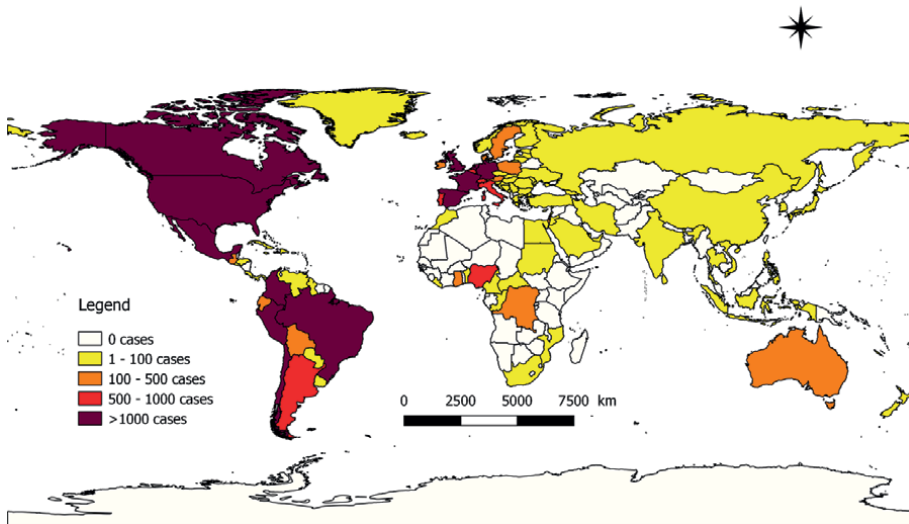 Legend
0 cases
1 - 100 cases
100 - 500 cases
500 - 1000 cases
>1000 cases
0 2500 5000 7500 km